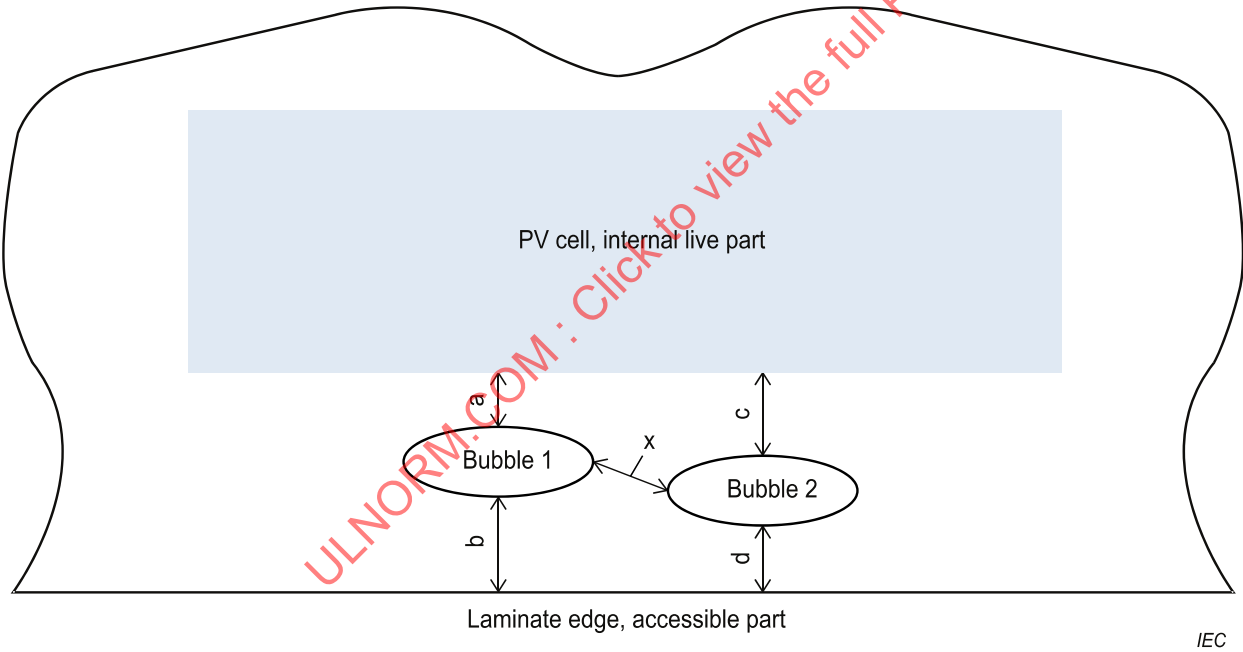 ULNORM.COM : Click to view the full
PV cell, internal live part
a
c
x
Bubble 1
Bubble 2
b
d
Laminate edge, accessible part
IEC